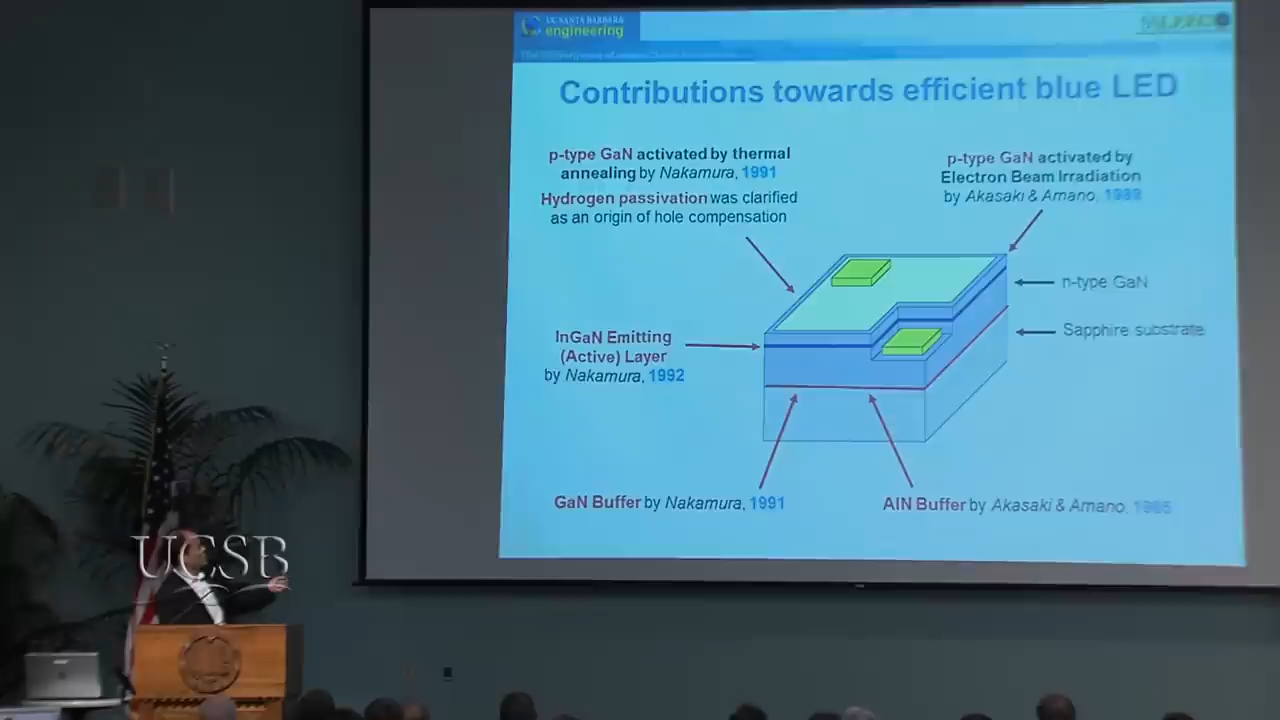 UC SANTA BARBARA
engineering
Contributions towards efficient blue LED
p-type GaN activated by thermal
annealing by Nakamura, 1991
Hydrogen passivation was clarified
as an origin of hole compensation
p-type GaN activated by
Electron Beam Irradiation
by Akasaki & Amano, 1989
n-type GaN
Sapphire substrate
InGaN Emitting
(Active) Layer
by Nakamura, 1992
GaN Buffer by Nakamura, 1991
AlN Buffer by Akasaki & Amano, 1985
UCSB